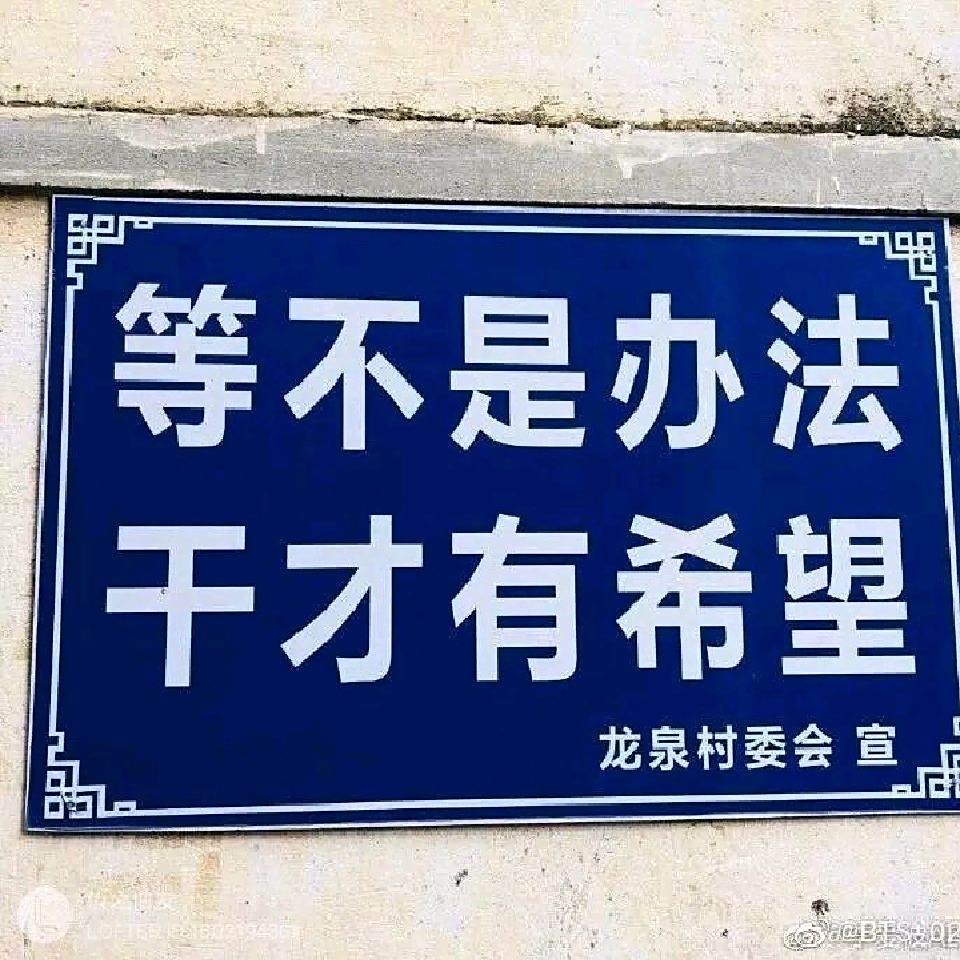 等不是办法
干才有希望
龙泉村委会 宣